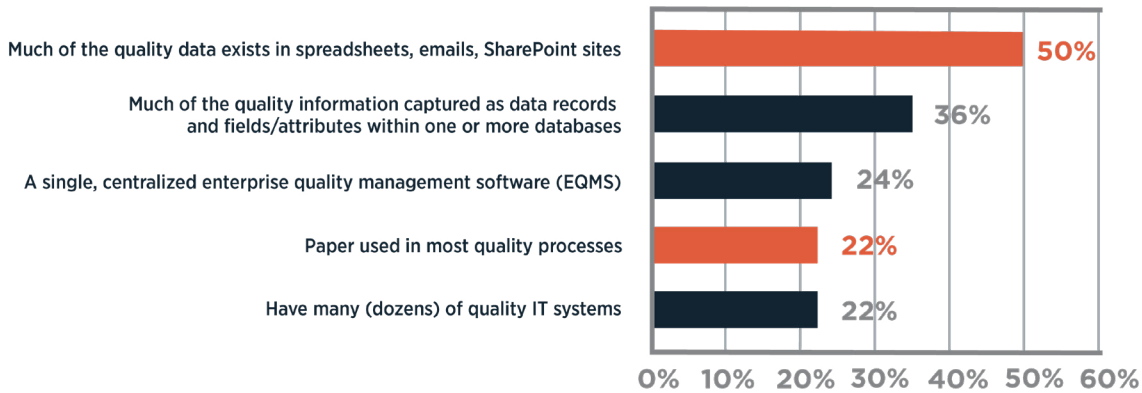 Much of the quality data exists in spreadsheets, emails, SharePoint sites
50%
Much of the quality information captured as data records
and fields/attributes within one or more databases
36%
A single, centralized enterprise quality management software (EQMS)
24%
Paper used in most quality processes
22%
Have many (dozens) of quality IT systems
22%
0% 10% 20% 30% 40% 50% 60%